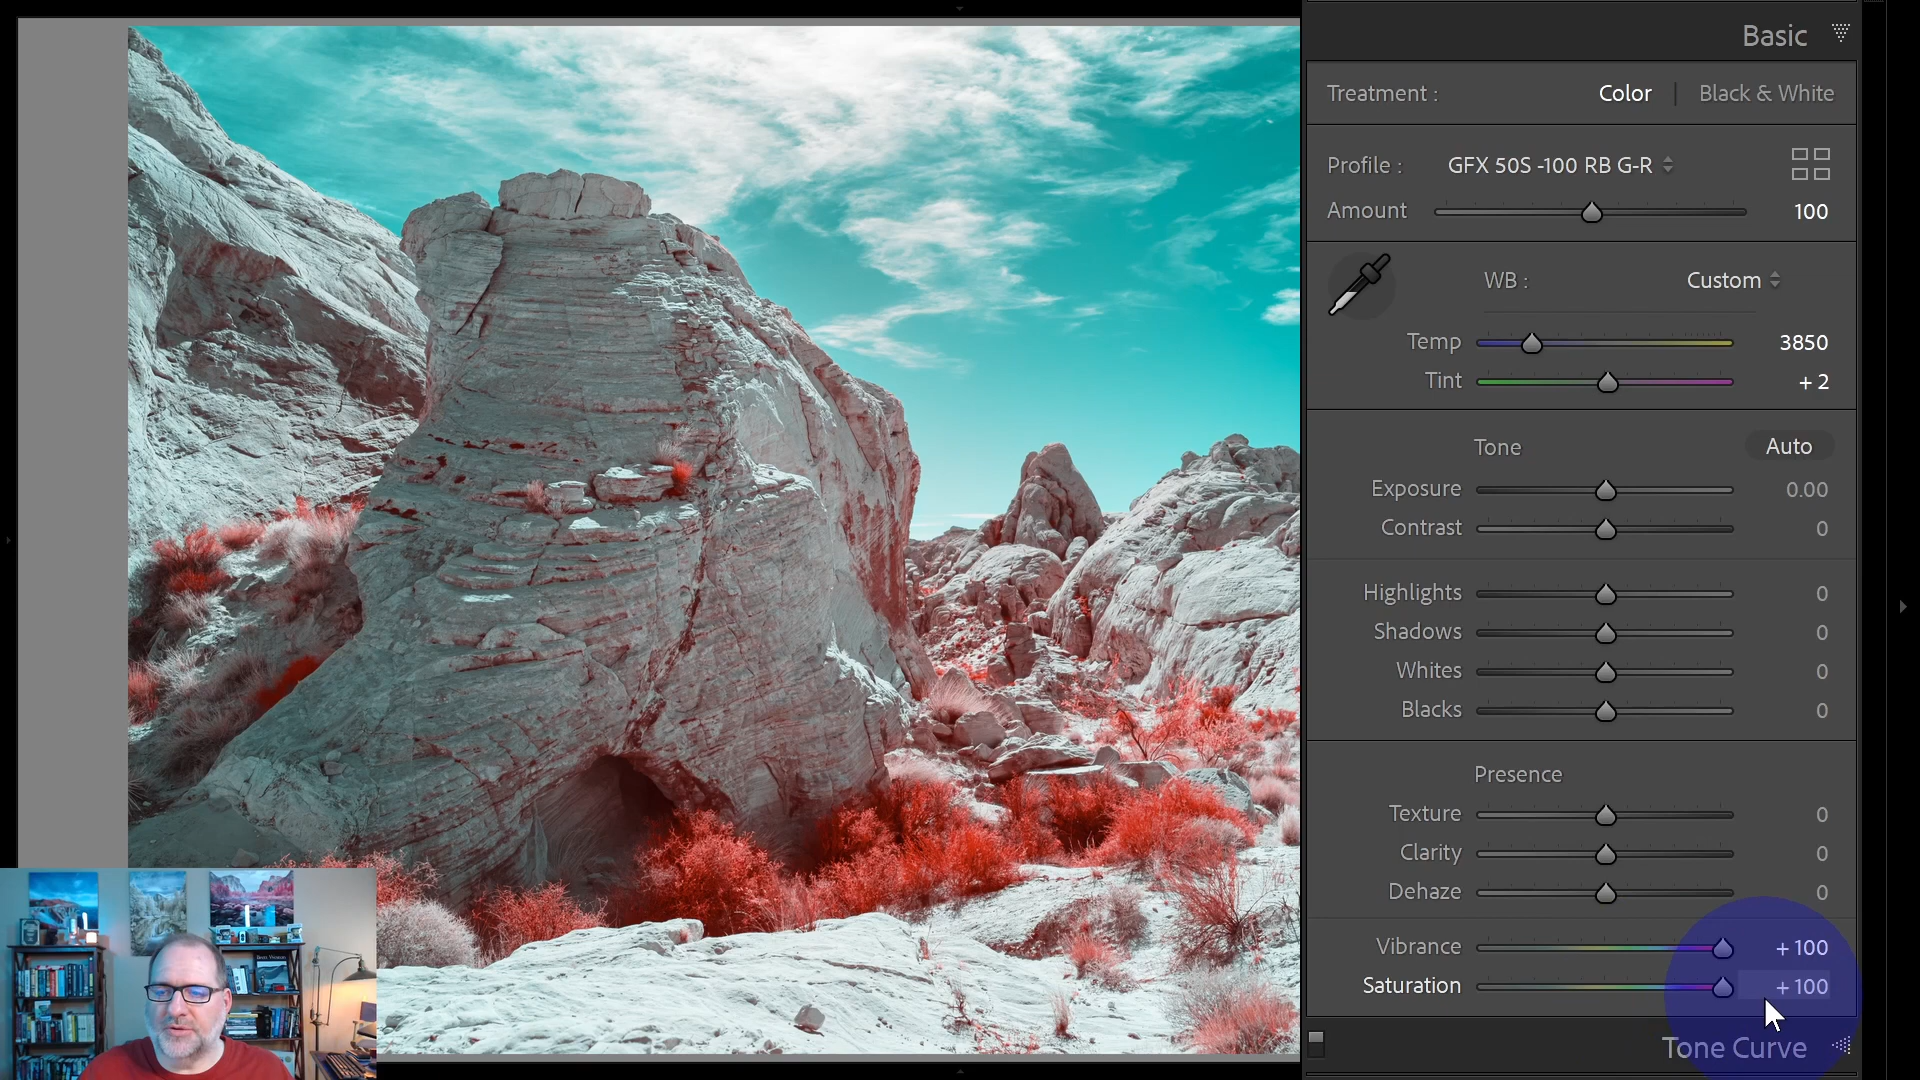 Basic
Treatment : Color | Black & White
Profile : GFX 50S -100 RB G-R
Amount 100
WB : Custom
Temp 3850
Tint + 2
Tone Auto
Exposure 0.00
Contrast 0
Highlights 0
Shadows 0
Whites 0
Blacks 0
Presence
Texture 0
Clarity 0
Dehaze 0
Vibrance + 100
Saturation + 100
Tone Curve